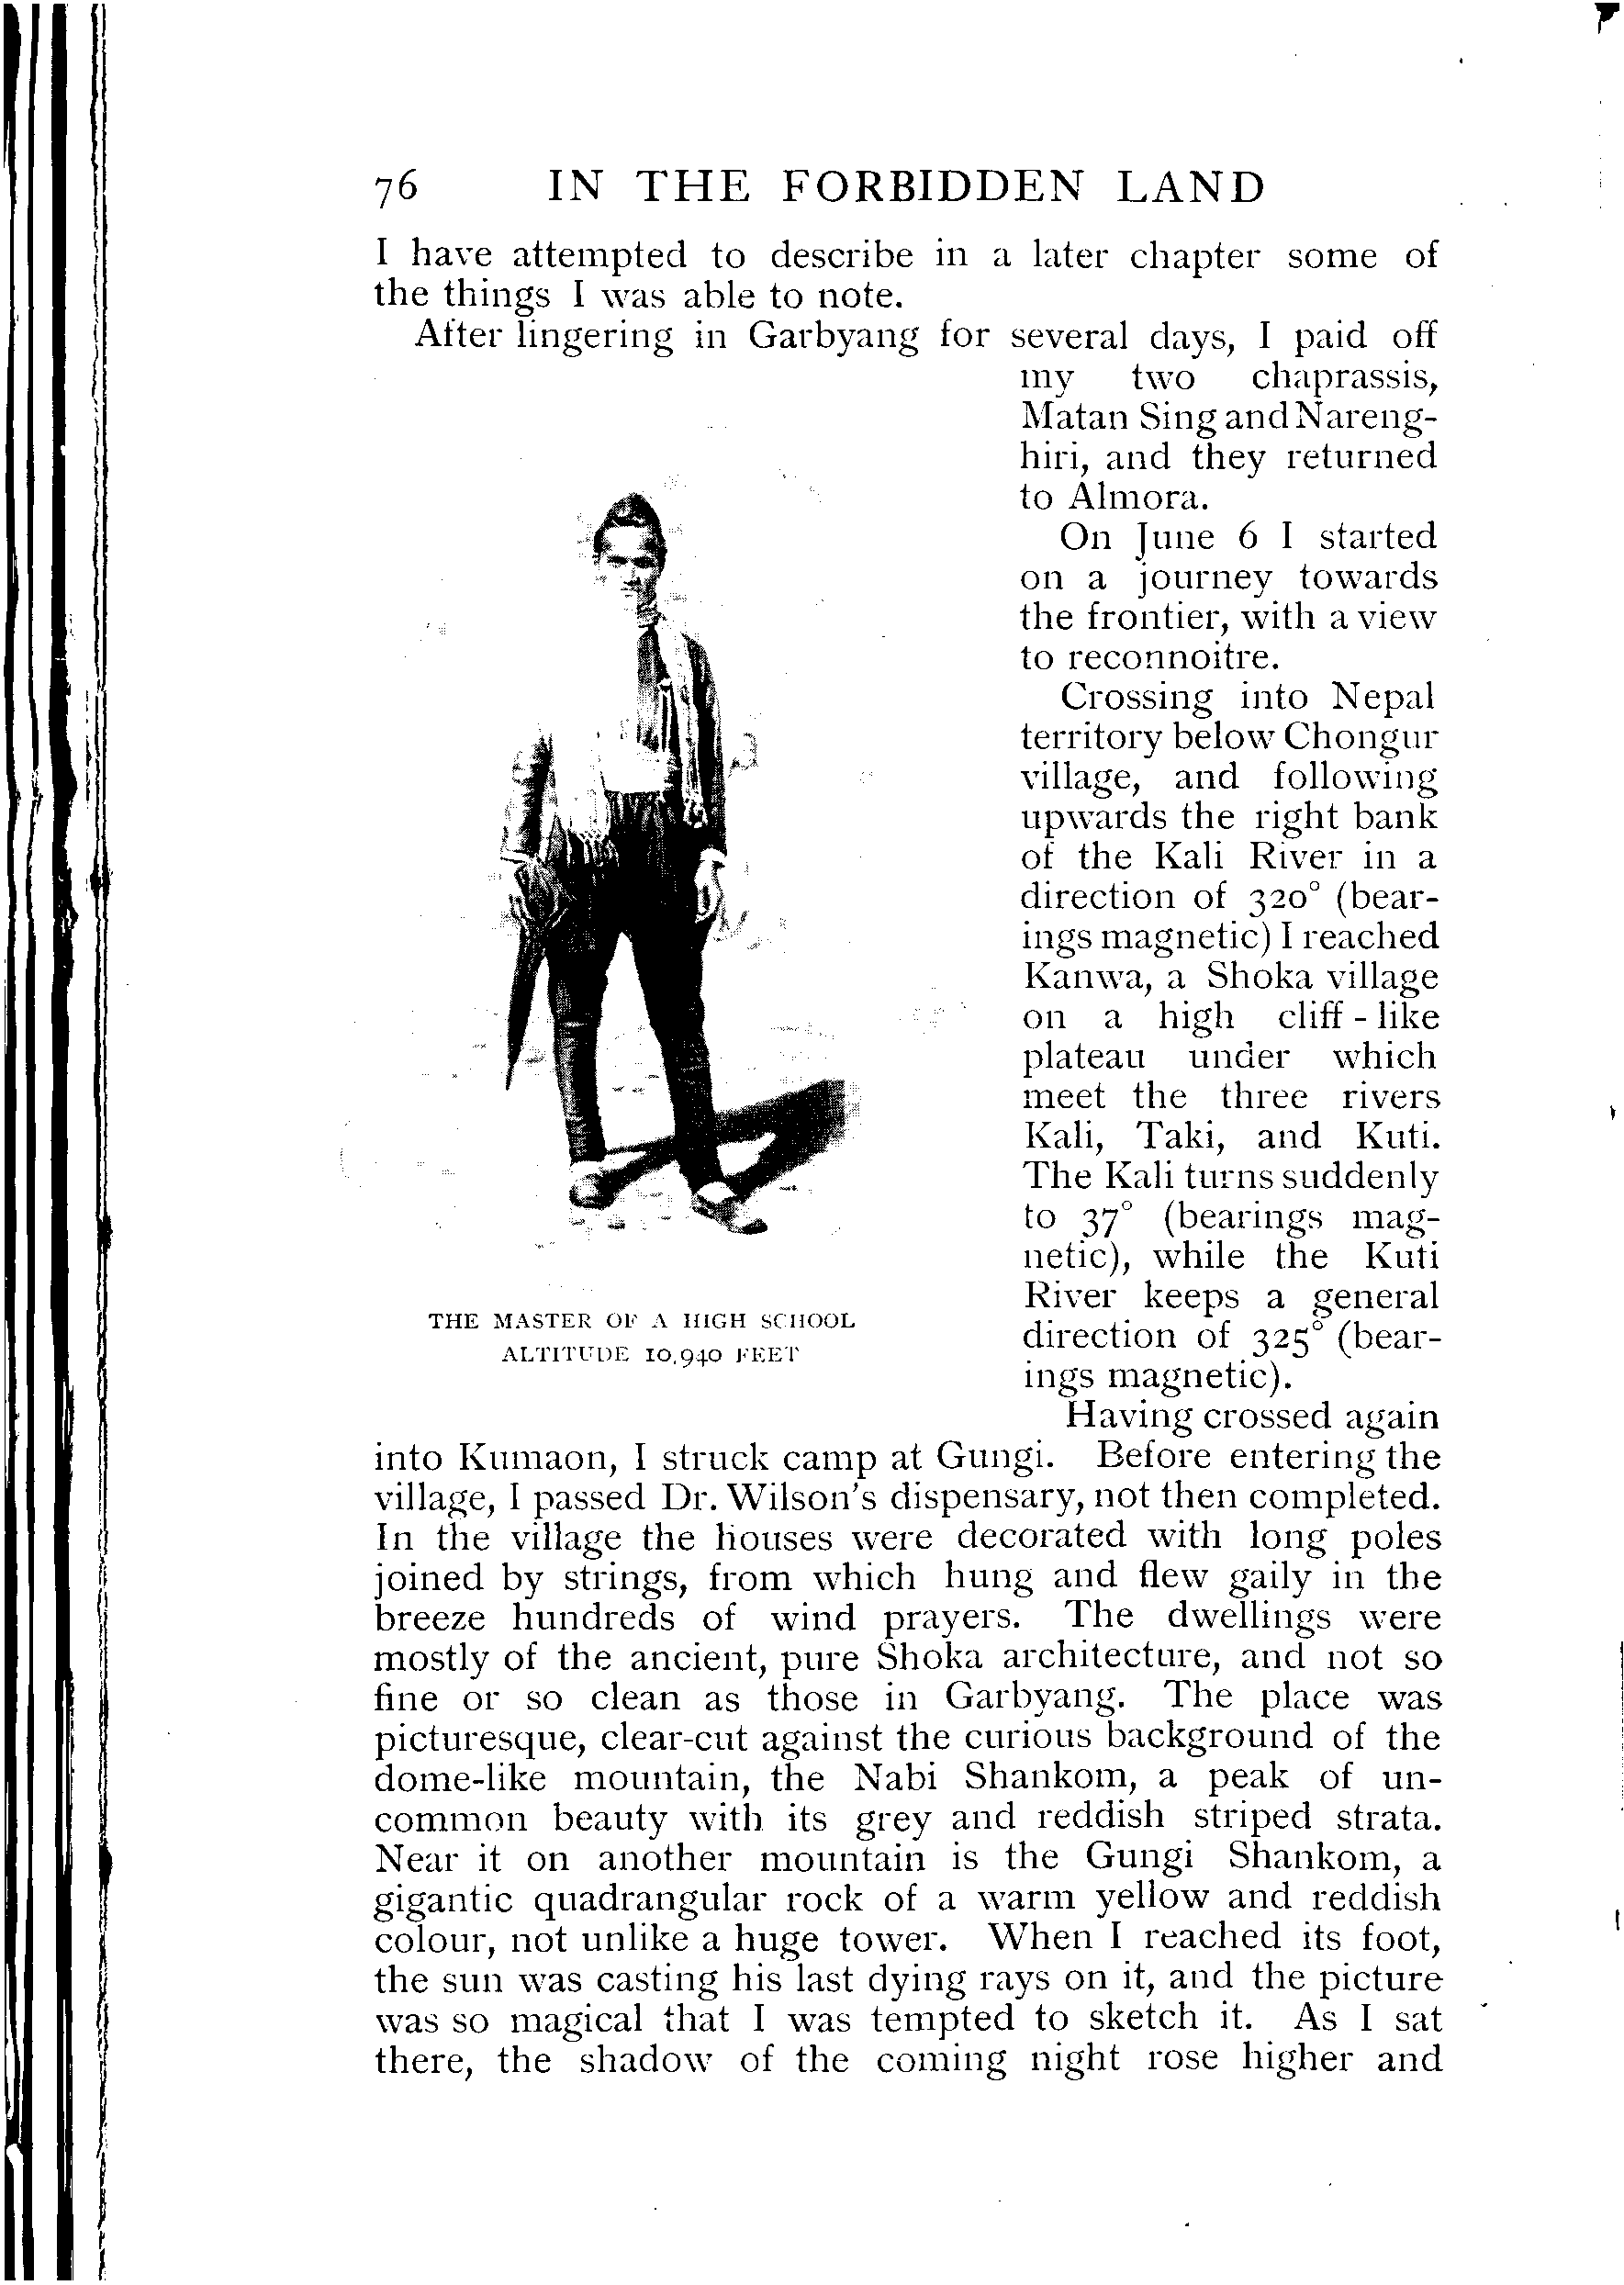 76 IN THE FORBIDDEN LAND
I have attempted to describe in a later chapter some of
the things I was able to note.
After lingering in Garbyang for several days, I paid off
my two chaprassis,
Matan Sing and Nareng-
hiri, and they returned
to Almora.
On June 6 I started
on a journey towards
the frontier, with a view
to reconnoitre.
Crossing into Nepal
territory below Chongur
village, and following
upwards the right bank
of the Kali River in a
direction of 320° (bear-
ings magnetic) I reached
Kanwa, a Shoka village
on a high cliff-like
plateau under which
meet the three rivers
Kali, Taki, and Kuti.
The Kali turns suddenly
to 37° (bearings mag-
netic), while the Kuti
River keeps a general
direction of 325° (bear-
ings magnetic).
THE MASTER OF A HIGH SCHOOL
ALTITUDE 10,940 FEET
Having crossed again
into Kumaon, I struck camp at Gungi. Before entering the
village, I passed Dr. Wilson's dispensary, not then completed.
In the village the houses were decorated with long poles
joined by strings, from which hung and flew gaily in the
breeze hundreds of wind prayers. The dwellings were
mostly of the ancient, pure Shoka architecture, and not so
fine or so clean as those in Garbyang. The place was
picturesque, clear-cut against the curious background of the
dome-like mountain, the Nabi Shankom, a peak of un-
common beauty with its grey and reddish striped strata.
Near it on another mountain is the Gungi Shankom, a
gigantic quadrangular rock of a warm yellow and reddish
colour, not unlike a huge tower. When I reached its foot,
the sun was casting his last dying rays on it, and the picture
was so magical that I was tempted to sketch it. As I sat
there, the shadow of the coming night rose higher and